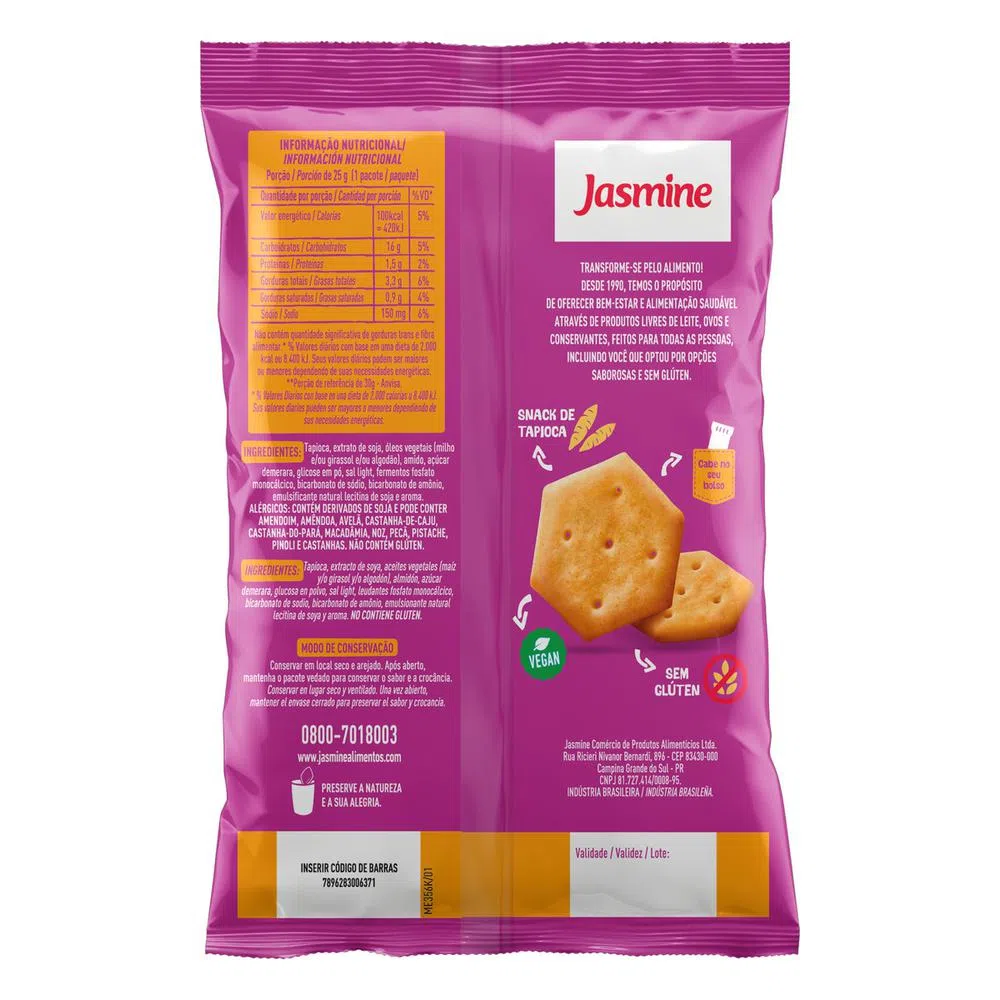 INFORMAÇÃO NUTRICIONAL/
INFORMACIÓN NUTRICIONAL
Porção / Porción de 25 g (1 pacote / paquete)
Quantidade por porção / Cantidad por porción %VD*
Valor energético / Calorias 100kcal 5%
= 420kJ
Carboidratos / Carbohidratos 16 g 5%
Proteínas / Proteínas 1,5 g 2%
Gorduras totais / Grasas totales 3,3 g 6%
Gorduras saturadas / Grasas saturadas 0,9 g 4%
Sódio / Sodio 150 mg 6%
Não contém quantidade significativa de gorduras trans e fibra
alimentar. * % Valores diários com base em uma dieta de 2.000
kcal ou 8.400 kJ. Seus valores diários podem ser maiores
ou menores dependendo de suas necessidades energéticas.
**Porção de referência de 30g - Anvisa.
* % Valores Diarios con base en una dieta de 2.000 calorías u 8.400 kJ.
Sus valores diarios pueden ser mayores o menores dependiendo de
sus necesidades energéticas.
INGREDIENTES: Tapioca, extrato de soja, óleos vegetais (milho
e/ou girassol e/ou algodão), amido, açúcar
demerara, glicose em pó, sal light, fermentos fosfato
monocálcico, bicarbonato de sódio, bicarbonato de amônio,
emulsificante natural lecitina de soja e aroma.
ALÉRGICOS: CONTÉM DERIVADOS DE SOJA E PODE CONTER
AMENDOIM, AMÊNDOA, AVELÃ, CASTANHA-DE-CAJU,
CASTANHA-DO-PARÁ, MACADÂMIA, NOZ, PECÃ, PISTACHE,
PINOLI E CASTANHAS. NÃO CONTÉM GLÚTEN.
INGREDIENTES: Tapioca, extracto de soya, aceites vegetales (maíz
y/o girasol y/o algodón), almidón, azúcar
demerara, glucosa en polvo, sal light, leudantes fosfato monocálcico,
bicarbonato de sodio, bicarbonato de amônio, emulsionante natural
lecitina de soya y aroma. NO CONTIENE GLUTEN.
MODO DE CONSERVAÇÃO
Conservar em local seco e arejado. Após aberto,
mantenha o pacote vedado para conservar o sabor e a crocância.
Conservar en lugar seco y ventilado. Una vez abierto,
mantener el envase cerrado para preservar el sabor y crocancia.
0800-7018003
www.jasminealimentos.com
PRESERVE A NATUREZA
E A SUA ALEGRIA.
INSERIR CÓDIGO DE BARRAS
7896283006371
ME356K/01
Jasmine
TRANSFORME-SE PELO ALIMENTO!
DESDE 1990, TEMOS O PROPÓSITO
DE OFERECER BEM-ESTAR E ALIMENTAÇÃO SAUDÁVEL
ATRAVÉS DE PRODUTOS LIVRES DE LEITE, OVOS E
CONSERVANTES, FEITOS PARA TODAS AS PESSOAS,
INCLUINDO VOCÊ QUE OPTOU POR OPÇÕES
SABOROSAS E SEM GLÚTEN.
SNACK DE
TAPIOCA
Cabe no
seu
bolso
VEGAN
SEM
GLÚTEN
Jasmine Comércio de Produtos Alimentícios Ltda.
Rua Ricieri Nivanor Bernardi, 896 - CEP 83430-000
Campina Grande do Sul - PR
CNPJ 81.727.414/0008-95.
INDÚSTRIA BRASILEIRA / INDÚSTRIA BRASILEÑA.
Validade / Validez / Lote: